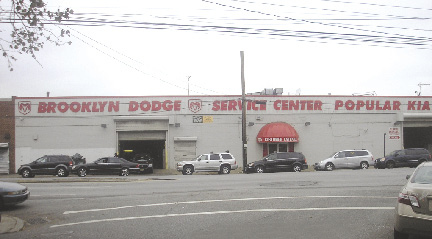 BROOKLYN DODGE SERVICE CENTER POPULAR KIA